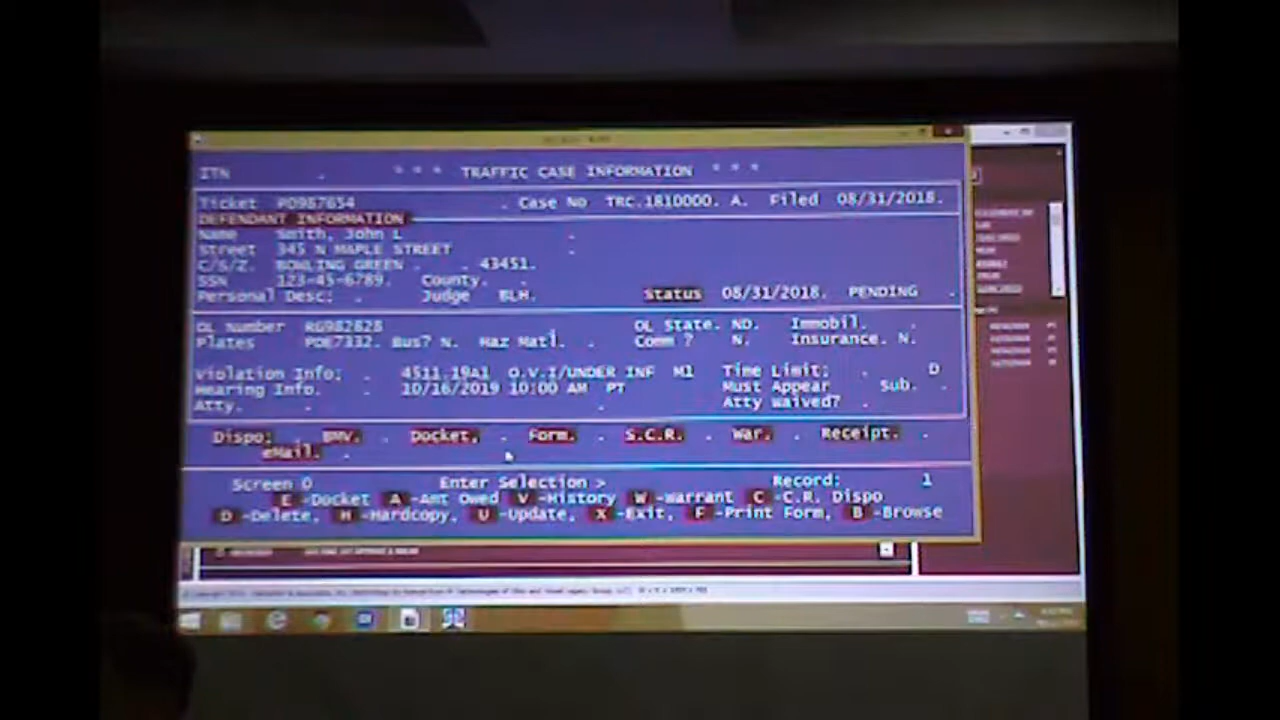 ITN . * * * TRAFFIC CASE INFORMATION * * *
Ticket PO987654 . Case No TRC.1810000. A. Filed 08/31/2018.
DEFENDANT INFORMATION
Name Smith, John L .
Street 345 N MAPLE STREET .
C/S/Z. BOWLING GREEN . . 43451.
SSN 123-45-6789. County. .
Personal Desc: . Judge BLH. Status 08/31/2018. PENDING .
OL Number RG982828 OL State. ND. Immobil. .
Plates POE7332. Bus? N. Haz Matl. . Comm ? N. Insurance. N.
Violation Info: . 4511.19A1 O.V.I/UNDER INF M1 Time Limit: . D
Hearing Info. . 10/16/2019 10:00 AM PT Must Appear Sub. .
Atty. . . Atty Waived? .
Dispo: . BMV. . Docket, . Form. . S.C.R. . War. . Receipt. .
eMail. .
Screen 0 Enter Selection > Record: 1
E -Docket A -Amt Owed V -History W -Warrant C -C.R. Dispo
D -Delete, H -Hardcopy, U -Update, X -Exit, F -Print Form, B -Browse